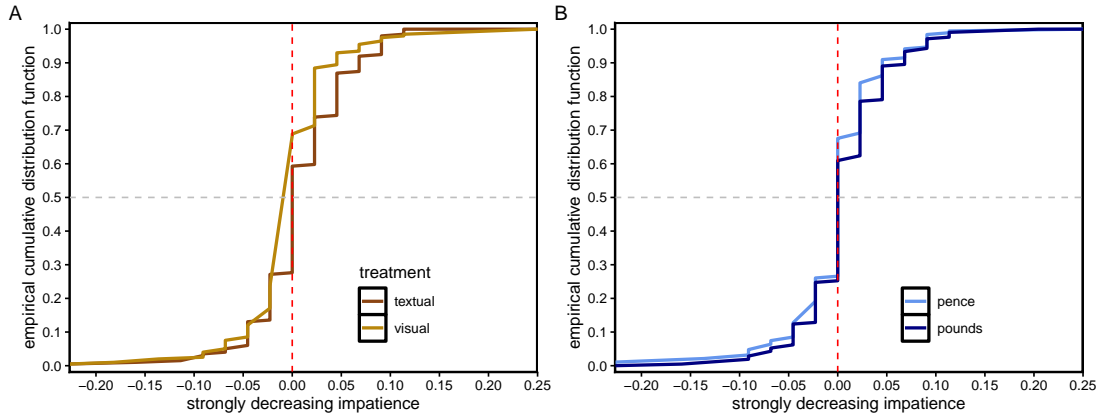 A
empirical cumulative distribution function
1.0
0.9
0.8
0.7
0.6
0.5
0.4
0.3
0.2
0.1
0.0
treatment
textual
visual
−0.20 −0.15 −0.10 −0.05 0.00 0.05 0.10 0.15 0.20 0.25
strongly decreasing impatience
B
empirical cumulative distribution function
1.0
0.9
0.8
0.7
0.6
0.5
0.4
0.3
0.2
0.1
0.0
pence
pounds
−0.20 −0.15 −0.10 −0.05 0.00 0.05 0.10 0.15 0.20 0.25
strongly decreasing impatience